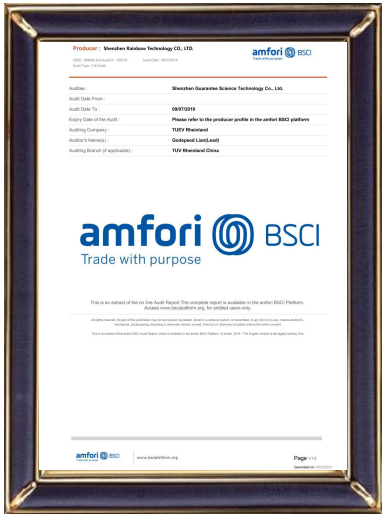 Producer : Shenzhen Rainbow Technology CO., LTD.
amfori BSCI
Trade with purpose
Audit Type : Full Audit
Auditee : Shenzhen Guarantee Science Technology Co., Ltd.
Audit Date From :
Audit Date To : 09/07/2019
Expiry Date of the Audit : Please refer to the producer profile in the amfori BSCI platform
Auditing Company : TUEV Rheinland
Auditor's Name(s) : Godspeed Lian(Lead)
Auditing Branch (if applicable) : TUV Rheinland China
amfori BSCI
Trade with purpose
This is an extract of the on line Audit Report.The complete report is available in the amfori BSCI Platform.
Access www.bsciplatform.org, for entitled users only.
amfori BSCI
Trade with purpose
www.bsciplatform.org
Page 1/13
Generated on